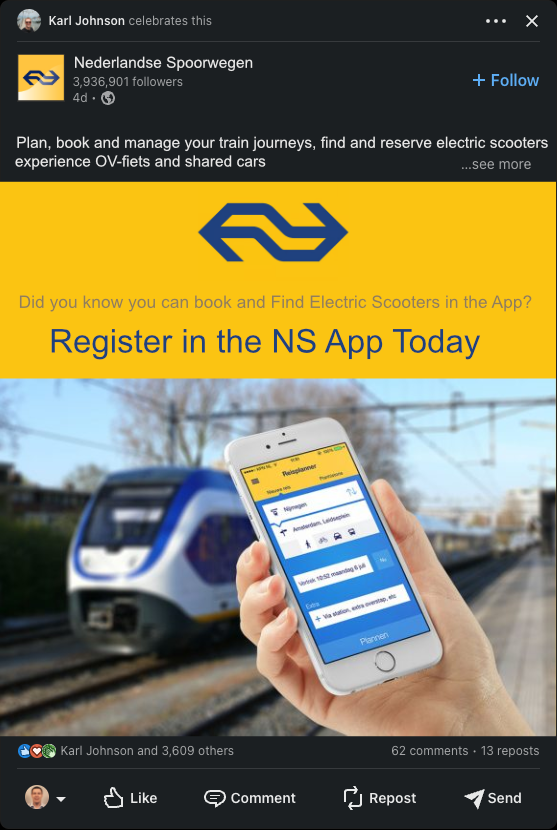 Karl Johnson celebrates this
Nederlandse Spoorwegen
3,936,901 followers
+ Follow
4d •
Plan, book and manage your train journeys, find and reserve electric scooters
experience OV-fiets and shared cars
...see more
Did you know you can book and Find Electric Scooters in the App?
Register in the NS App Today
Reisplanner
Nieuwe reis
Nijmegen
Amsterdam, Leidseplein
Vertrek 10:52 maandag 6 juli
Nu
Extra
+ Via station, extra overstap, etc
Plannen
Karl Johnson and 3,609 others
62 comments • 13 reposts
Like
Comment
Repost
Send